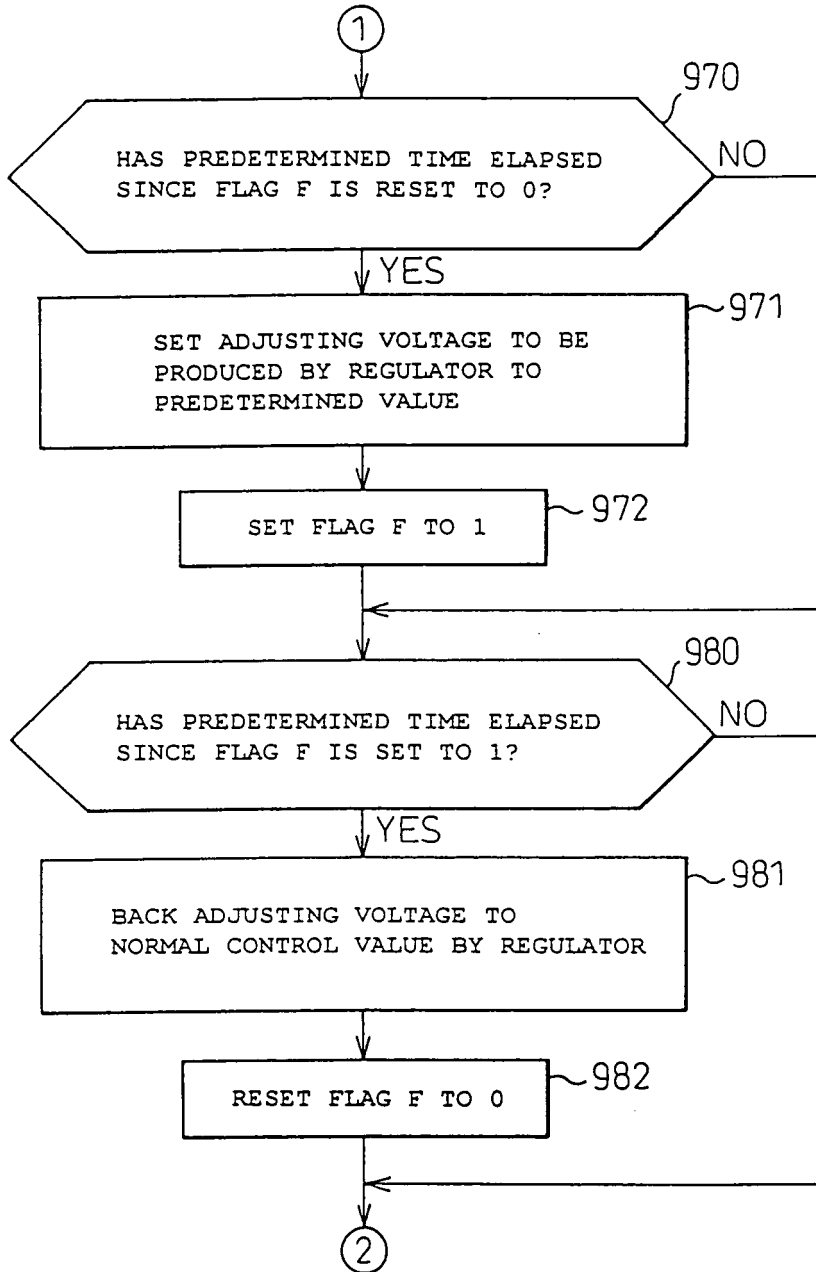 1
970
HAS PREDETERMINED TIME ELAPSED
SINCE FLAG F IS RESET TO 0?
NO
YES
971
SET ADJUSTING VOLTAGE TO BE
PRODUCED BY REGULATOR TO
PREDETERMINED VALUE
972
SET FLAG F TO 1
980
HAS PREDETERMINED TIME ELAPSED
SINCE FLAG F IS SET TO 1?
NO
YES
981
BACK ADJUSTING VOLTAGE TO
NORMAL CONTROL VALUE BY REGULATOR
982
RESET FLAG F TO 0
2